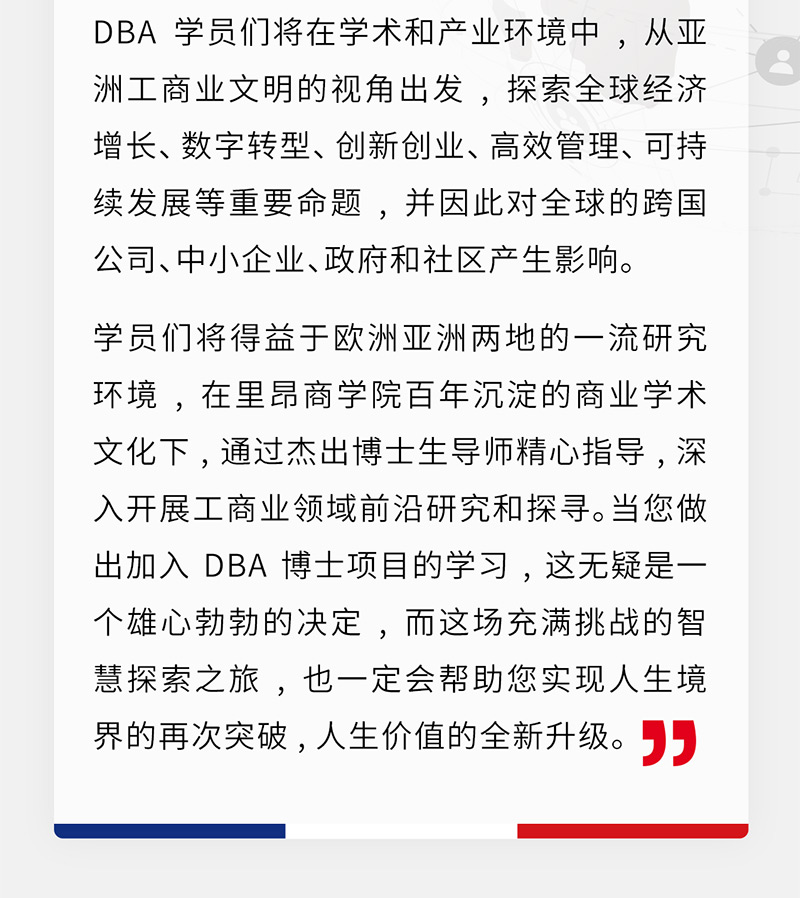 DBA 学员们将在学术和产业环境中，从亚
洲工商业文明的视角出发，探索全球经济
增长、数字转型、创新创业、高效管理、可持
续发展等重要命题，并因此对全球的跨国
公司、中小企业、政府和社区产生影响。
学员们将得益于欧洲亚洲两地的一流研究
环境，在里昂商学院百年沉淀的商业学术
文化下，通过杰出博士生导师精心指导，深
入开展工商业领域前沿研究和探寻。当您做
出加入 DBA 博士项目的学习，这无疑是一
个雄心勃勃的决定，而这场充满挑战的智
慧探索之旅，也一定会帮助您实现人生境
界的再次突破，人生价值的全新升级。”